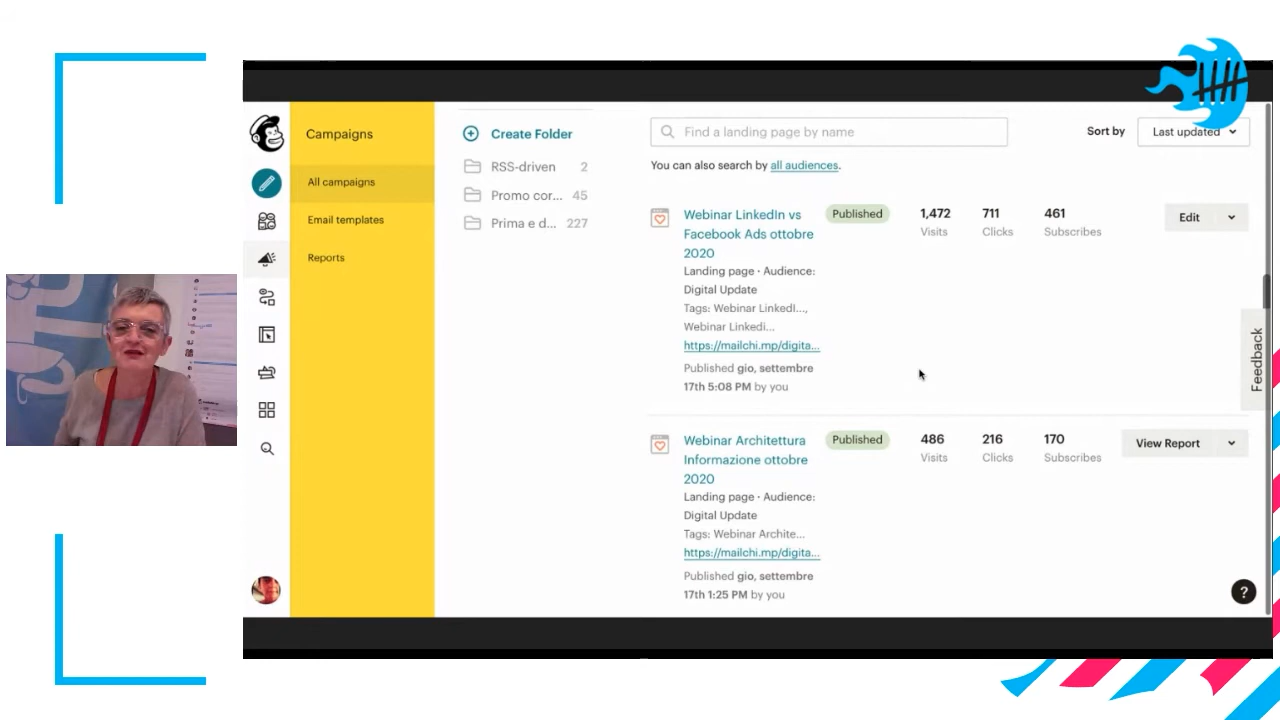 Campaigns
All campaigns
Email templates
Reports
Create Folder
RSS-driven 2
Promo cor... 45
Prima e d... 227
Find a landing page by name
Sort by
Last updated
You can also search by all audiences.
Webinar LinkedIn vs
Facebook Ads ottobre
2020
Landing page · Audience:
Digital Update
Tags: Webinar LinkedI...,
Webinar Linkedi...
https://mailchi.mp/digita...
Published gio, settembre
17th 5:08 PM by you
Published
1,472 711 461
Visits Clicks Subscribes
Edit
Webinar Architettura
Informazione ottobre
2020
Landing page · Audience:
Digital Update
Tags: Webinar Archite...
https://mailchi.mp/digita...
Published gio, settembre
17th 1:25 PM by you
Published
486 216 170
Visits Clicks Subscribes
View Report
Feedback
?